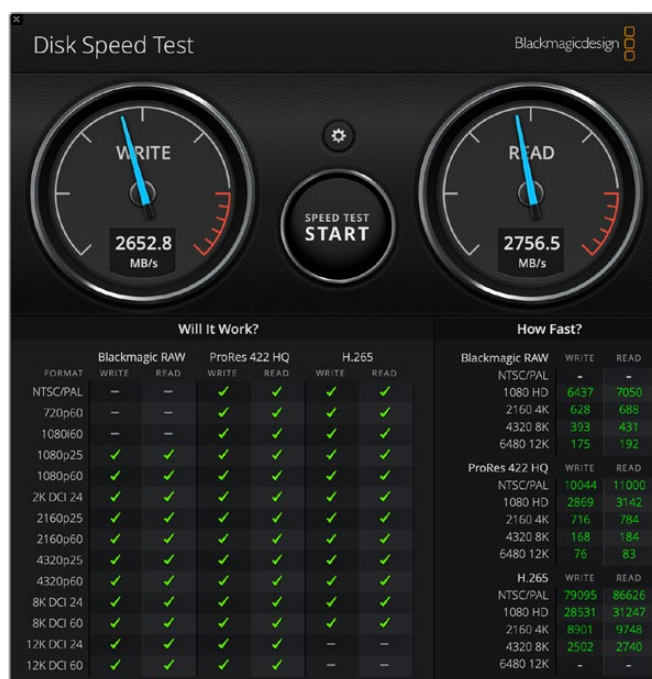 Disk Speed Test
Blackmagicdesign
WRITE
2652.8
MB/s
SPEED TEST
START
READ
2756.5
MB/s
Will It Work?
Blackmagic RAW ProRes 422 HQ H.265
FORMAT WRITE READ WRITE READ WRITE READ
NTSC/PAL – – ✓ ✓ ✓ ✓
720p60 – – ✓ ✓ ✓ ✓
1080i60 – – ✓ ✓ ✓ ✓
1080p25 ✓ ✓ ✓ ✓ ✓ ✓
1080p60 ✓ ✓ ✓ ✓ ✓ ✓
2K DCI 24 ✓ ✓ ✓ ✓ ✓ ✓
2160p25 ✓ ✓ ✓ ✓ ✓ ✓
2160p60 ✓ ✓ ✓ ✓ ✓ ✓
4320p25 ✓ ✓ ✓ ✓ ✓ ✓
4320p60 ✓ ✓ ✓ ✓ ✓ ✓
8K DCI 24 ✓ ✓ ✓ ✓ ✓ ✓
8K DCI 60 ✓ ✓ ✓ ✓ ✓ ✓
12K DCI 24 ✓ ✓ ✓ ✓ – –
12K DCI 60 ✓ ✓ ✓ ✓ – –
How Fast?
Blackmagic RAW WRITE READ
NTSC/PAL - -
1080 HD 6437 7050
2160 4K 628 688
4320 8K 393 431
6480 12K 175 192
ProRes 422 HQ WRITE READ
NTSC/PAL 10044 11000
1080 HD 2869 3142
2160 4K 716 784
4320 8K 168 184
6480 12K 76 83
H.265 WRITE READ
NTSC/PAL 79095 86626
1080 HD 28531 31247
2160 4K 8901 9748
4320 8K 2502 2740
6480 12K - -